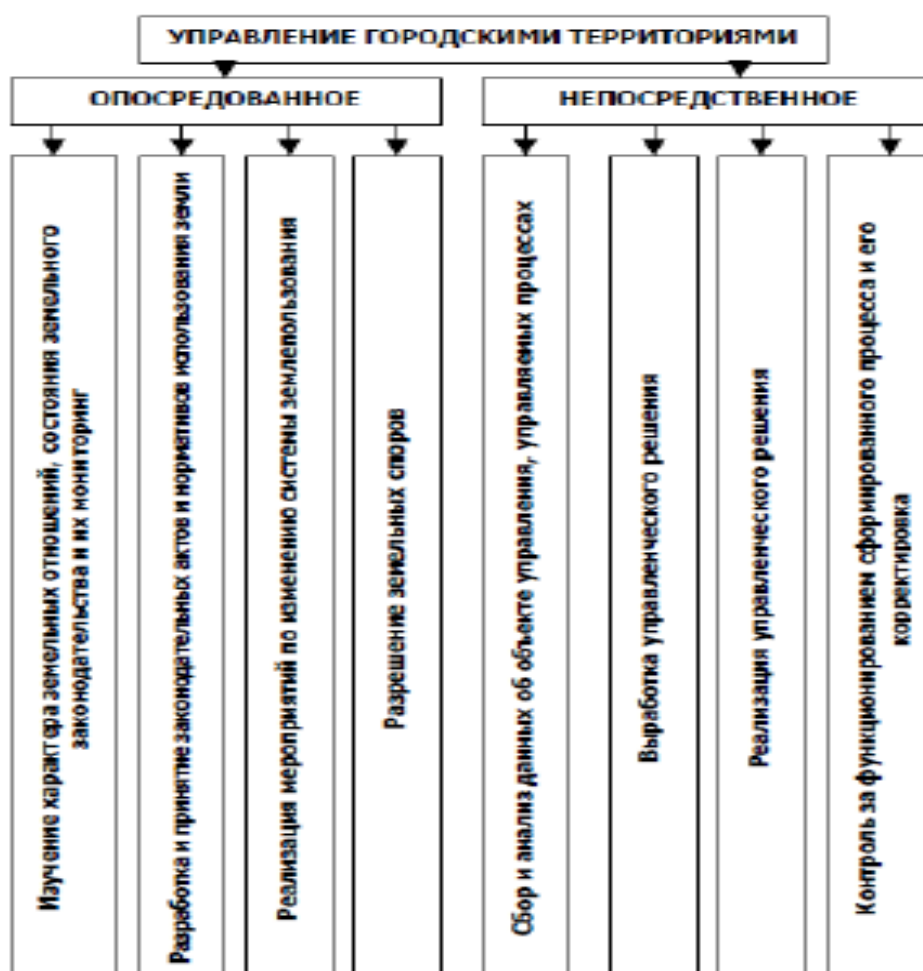 УПРАВЛЕНИЕ ГОРОДСКИМИ ТЕРРИТОРИЯМИ
ОПОСРЕДОВАННОЕ
НЕПОСРЕДСТВЕННОЕ
Изучение характера земельных отношений, состояния земельного
законодательства и их мониторинг
Разработка и принятие законодательных актов и нормативов использования земли
Реализация мероприятий по изменению системы землепользования
Разрешение земельных споров
Сбор и анализ данных об объекте управления, управляемых процессах
Выработка управленческого решения
Реализация управленческого решения
Контроль за функционированием сформированного процесса и его
корректировка